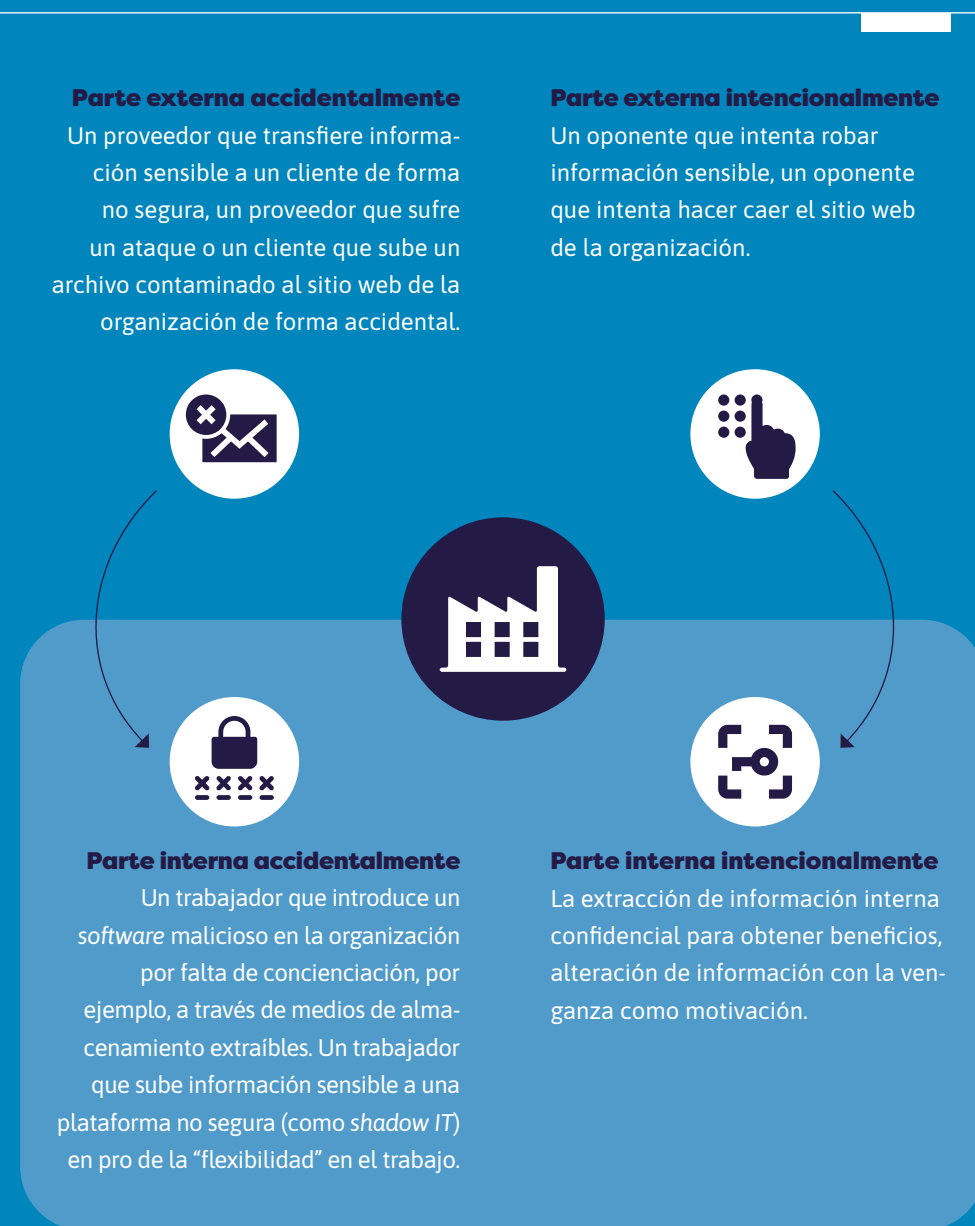 Parte externa accidentalmente
Un proveedor que transfiere informa-
ción sensible a un cliente de forma
no segura, un proveedor que sufre
un ataque o un cliente que sube un
archivo contaminado al sitio web de la
organización de forma accidental.
Parte externa intencionalmente
Un oponente que intenta robar
información sensible, un oponente
que intenta hacer caer el sitio web
de la organización.
Parte interna accidentalmente
Un trabajador que introduce un
software malicioso en la organización
por falta de concienciación, por
ejemplo, a través de medios de alma-
cenamiento extraíbles. Un trabajador
que sube información sensible a una
plataforma no segura (como shadow IT)
en pro de la “flexibilidad” en el trabajo.
Parte interna intencionalmente
La extracción de información interna
confidencial para obtener beneficios,
alteración de información con la ven-
ganza como motivación.